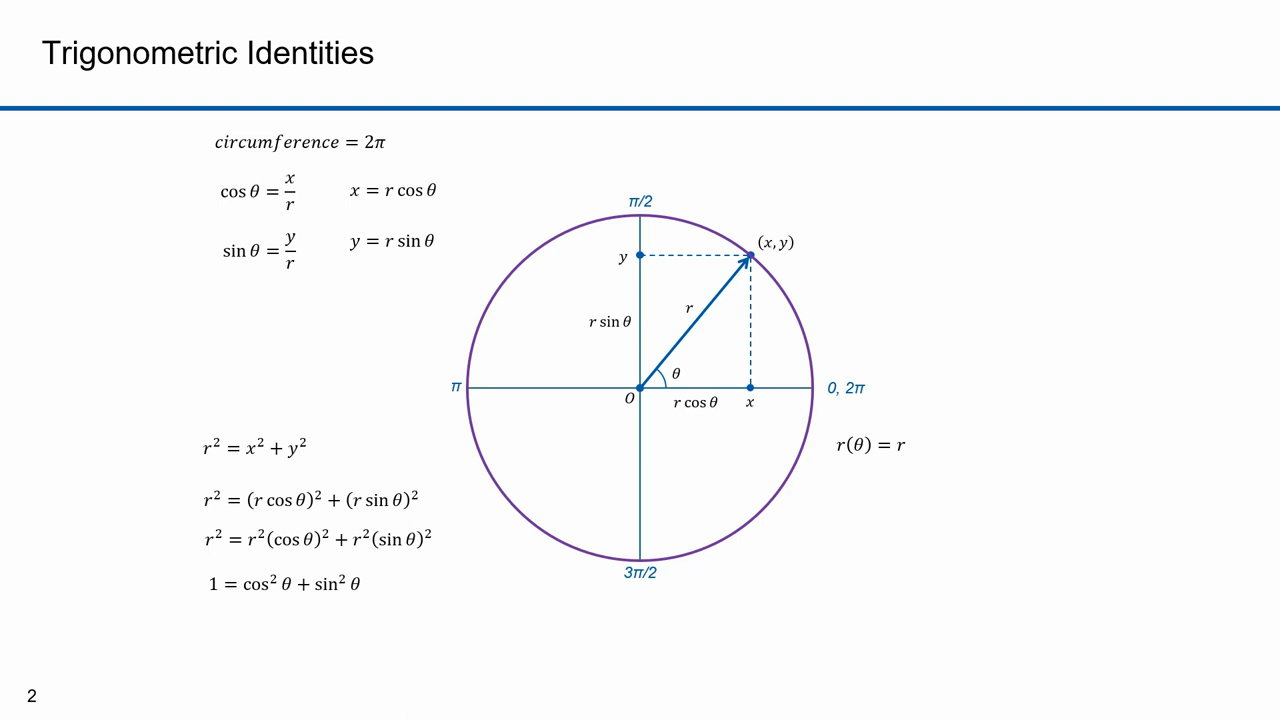 Trigonometric Identities
circumference = 2π
cos θ = x/r
x = r cos θ
sin θ = y/r
y = r sin θ
π/2
(x, y)
y
r
r sin θ
θ
π
0, 2π
O
r cos θ
x
r(θ) = r
r² = x² + y²
r² = (r cos θ)² + (r sin θ)²
r² = r²(cos θ)² + r²(sin θ)²
1 = cos² θ + sin² θ
3π/2
2